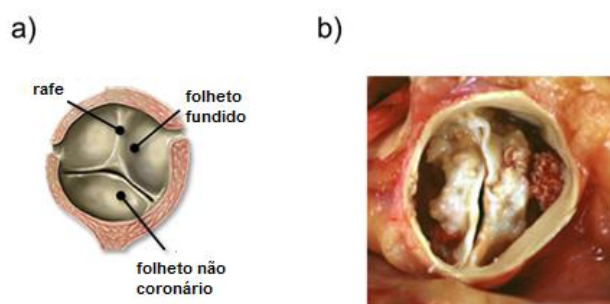 a)
b)
rafe
folheto
fundido
folheto não
coronário